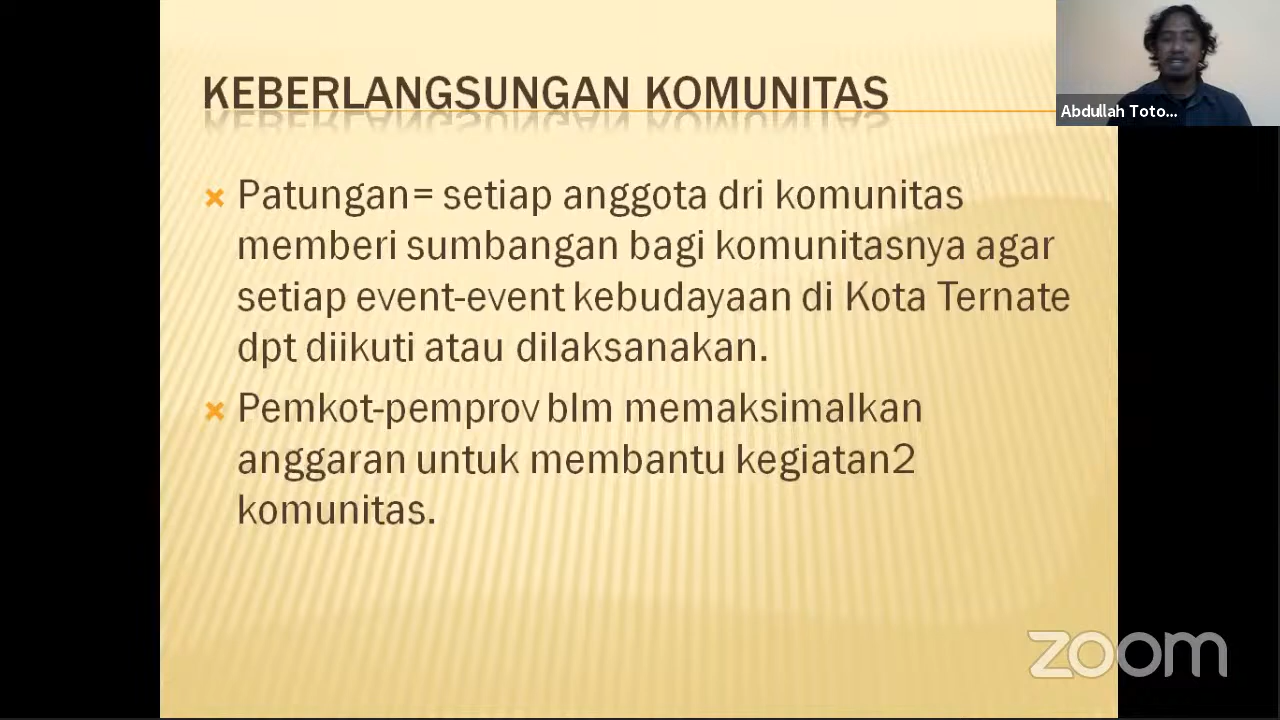 KEBERLANGSUNGAN KOMUNITAS
Abdullah Toto...
Patungan= setiap anggota dri komunitas
memberi sumbangan bagi komunitasnya agar
setiap event-event kebudayaan di Kota Ternate
dpt diikuti atau dilaksanakan.
Pemkot-pemprov blm memaksimalkan
anggaran untuk membantu kegiatan2
komunitas.
zoom